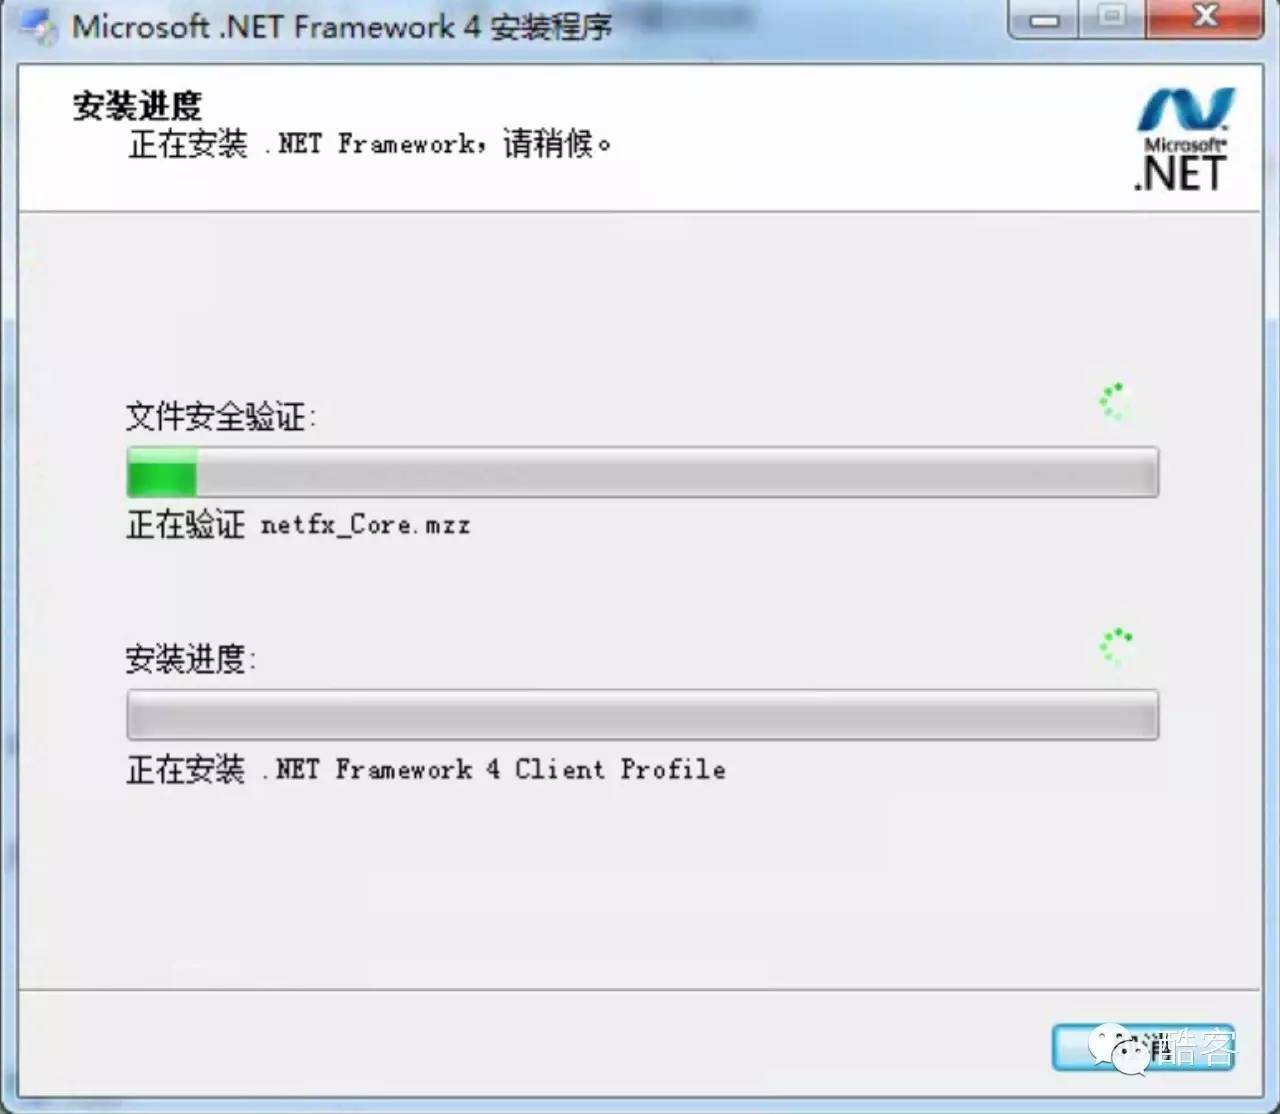 Microsoft .NET Framework 4 安装程序
安装进度
正在安装 .NET Framework，请稍候。
Microsoft
.NET
文件安全验证:
正在验证 netfx_Core.mzz
安装进度:
正在安装 .NET Framework 4 Client Profile
酷客